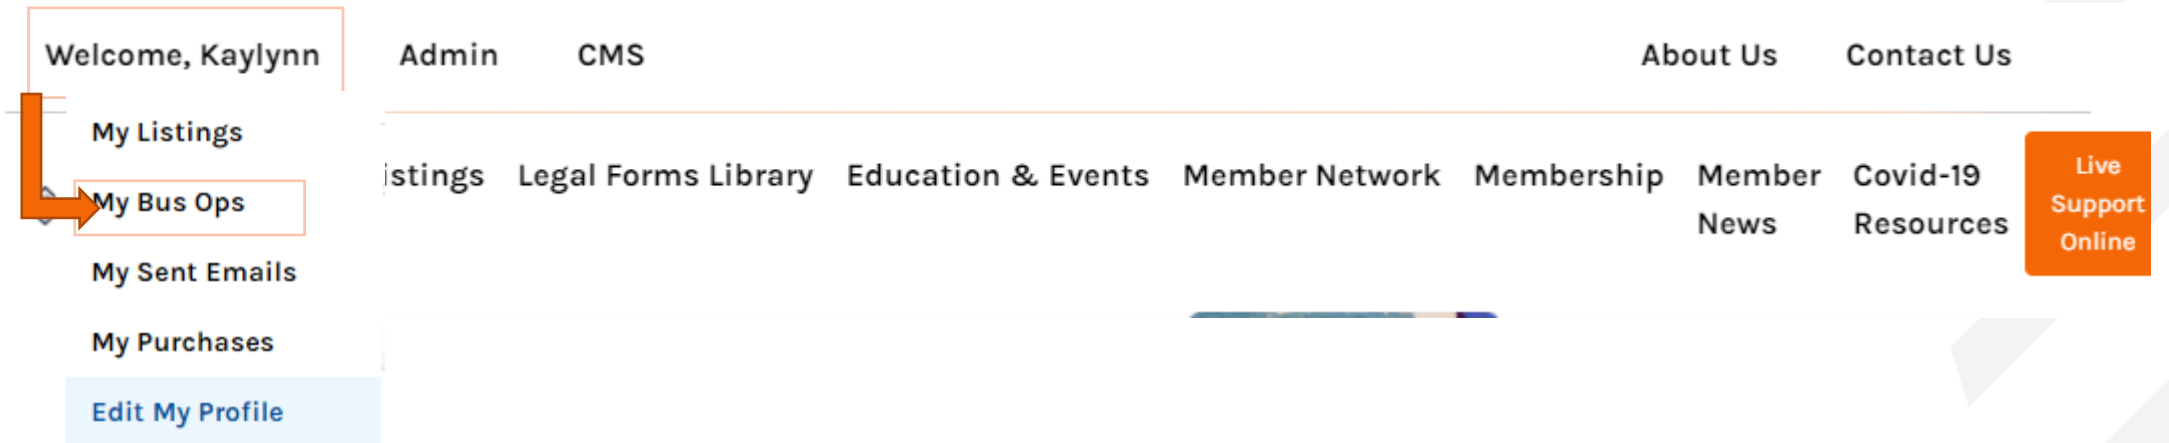 Welcome, Kaylynn Admin CMS About Us Contact Us
My Listings
My Bus Ops
My Sent Emails
My Purchases
Edit My Profile
istings Legal Forms Library Education & Events Member Network Membership Member Covid-19
News Resources
Live
Support
Online